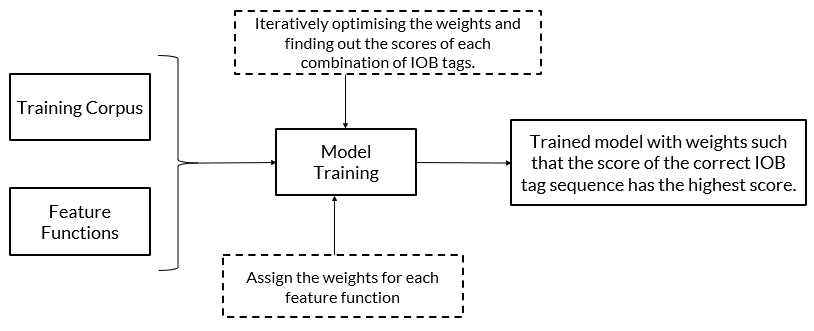 Iteratively optimising the weights and
finding out the scores of each
combination of IOB tags.
Training Corpus
Feature
Functions
Model
Training
Trained model with weights such
that the score of the correct IOB
tag sequence has the highest score.
Assign the weights for each
feature function